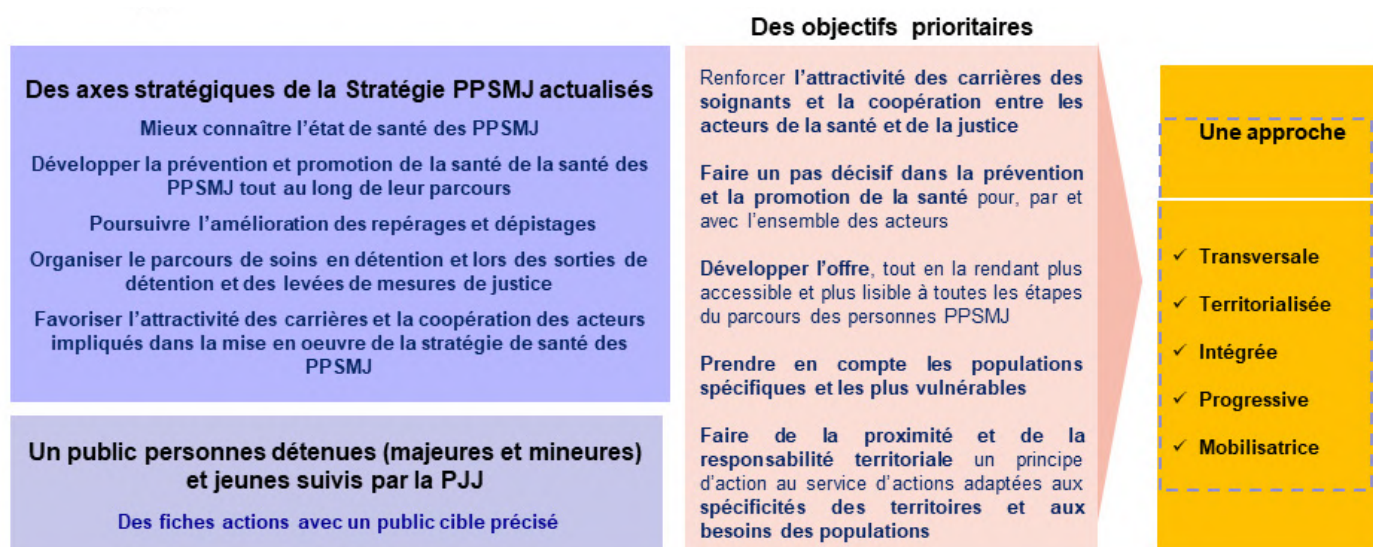 Des axes stratégiques de la Stratégie PPSMJ actualisés
Mieux connaître l’état de santé des PPSMJ
Développer la prévention et promotion de la santé de la santé des
PPSMJ tout au long de leur parcours
Poursuivre l’amélioration des repérages et dépistages
Organiser le parcours de soins en détention et lors des sorties de
détention et des levées de mesures de justice
Favoriser l’attractivité des carrières et la coopération des acteurs
impliqués dans la mise en oeuvre de la stratégie de santé des
PPSMJ
Un public personnes détenues (majeures et mineures)
et jeunes suivis par la PJJ
Des fiches actions avec un public cible précisé
Des objectifs prioritaires
Renforcer l’attractivité des carrières des
soignants et la coopération entre les
acteurs de la santé et de la justice
Faire un pas décisif dans la prévention
et la promotion de la santé pour, par et
avec l’ensemble des acteurs
Développer l’offre, tout en la rendant plus
accessible et plus lisible à toutes les étapes
du parcours des personnes PPSMJ
Prendre en compte les populations
spécifiques et les plus vulnérables
Faire de la proximité et de la
responsabilité territoriale un principe
d’action au service d’actions adaptées aux
spécificités des territoires et aux
besoins des populations
Une approche
✓ Transversale
✓ Territorialisée
✓ Intégrée
✓ Progressive
✓ Mobilisatrice